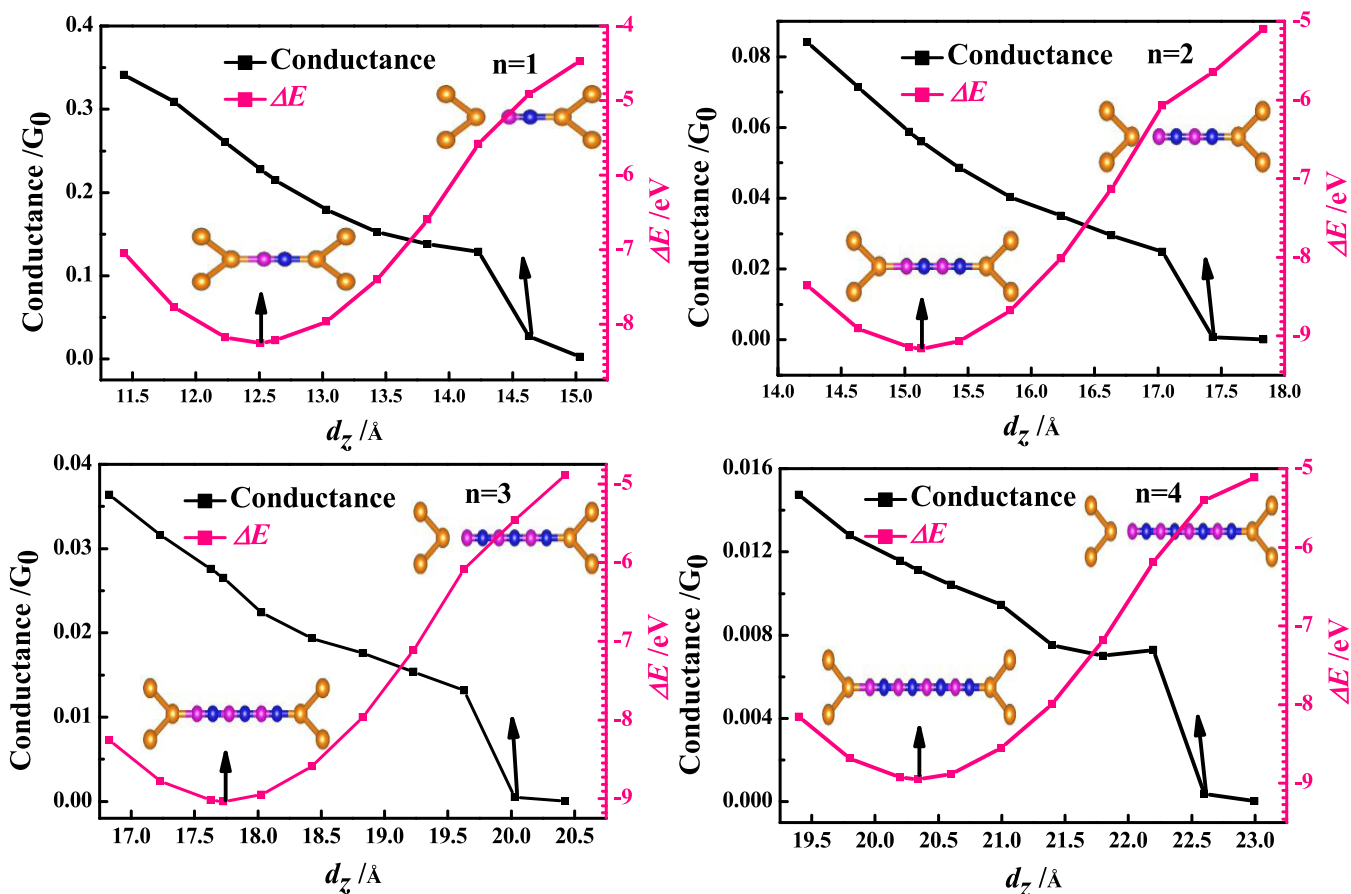 Conductance
ΔE
n=1
Conductance /G0
0.4
0.3
0.2
0.1
0.0
-4
-5
-6
-7
-8
ΔE /eV
11.5 12.0 12.5 13.0 13.5 14.0 14.5 15.0
dz /Å
Conductance
ΔE
n=2
Conductance /G0
0.08
0.06
0.04
0.02
0.00
-5
-6
-7
-8
-9
ΔE /eV
14.0 14.5 15.0 15.5 16.0 16.5 17.0 17.5 18.0
dz /Å
Conductance
ΔE
n=3
Conductance /G0
0.04
0.03
0.02
0.01
0.00
-5
-6
-7
-8
-9
ΔE /eV
17.0 17.5 18.0 18.5 19.0 19.5 20.0 20.5
dz /Å
Conductance
ΔE
n=4
Conductance /G0
0.016
0.012
0.008
0.004
0.000
-5
-6
-7
-8
-9
ΔE /eV
19.5 20.0 20.5 21.0 21.5 22.0 22.5 23.0
dz /Å